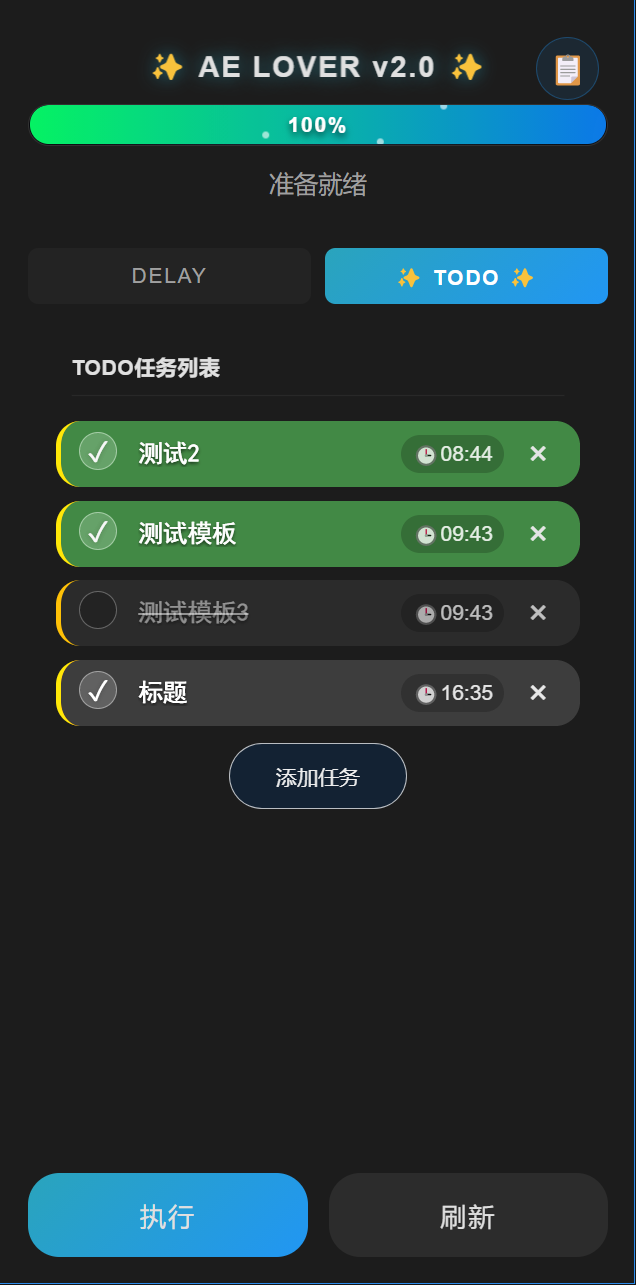 ✨ AE LOVER v2.0 ✨
100%
准备就绪
DELAY
✨ TODO ✨
TODO任务列表
测试2 08:44 ×
测试模板 09:43 ×
测试模板3 09:43 ×
标题 16:35 ×
添加任务
执行
刷新